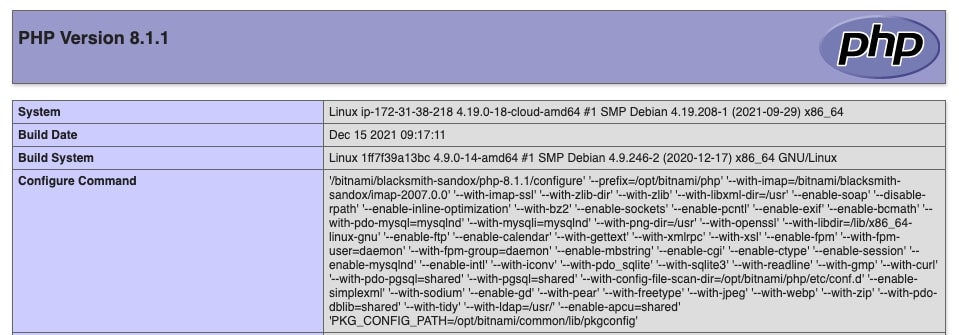 PHP Version 8.1.1
php
System
Linux ip-172-31-38-218 4.19.0-18-cloud-amd64 #1 SMP Debian 4.19.208-1 (2021-09-29) x86_64
Build Date
Dec 15 2021 09:17:11
Build System
Linux 1ff7f39a13bc 4.9.0-14-amd64 #1 SMP Debian 4.9.246-2 (2020-12-17) x86_64 GNU/Linux
Configure Command
'/bitnami/blacksmith-sandox/php-8.1.1/configure' '--prefix=/opt/bitnami/php' '--with-imap=/bitnami/blacksmith-
sandox/imap-2007.0.0' '--with-imap-ssl' '--with-zlib-dir' '--with-zlib' '--with-libxml-dir=/usr' '--enable-soap' '--disable-
rpath' '--enable-inline-optimization' '--with-bz2' '--enable-sockets' '--enable-pcntl' '--enable-exif' '--enable-bcmath' '--
with-pdo-mysql=mysqlnd' '--with-mysqli=mysqlnd' '--with-png-dir=/usr' '--with-openssl' '--with-libdir=/lib/x86_64-
linux-gnu' '--enable-ftp' '--enable-calendar' '--with-gettext' '--with-xmlrpc' '--with-xsl' '--enable-fpm' '--with-fpm-
user=daemon' '--with-fpm-group=daemon' '--enable-mbstring' '--enable-cgi' '--enable-ctype' '--enable-session' '--
enable-mysqlnd' '--enable-intl' '--with-iconv' '--with-pdo_sqlite' '--with-sqlite3' '--with-readline' '--with-gmp' '--with-curl'
'--with-pdo-pgsql=shared' '--with-pgsql=shared' '--with-config-file-scan-dir=/opt/bitnami/php/etc/conf.d' '--enable-
simplexml' '--with-sodium' '--enable-gd' '--with-pear' '--with-freetype' '--with-jpeg' '--with-webp' '--with-zip' '--with-pdo-
dblib=shared' '--with-tidy' '--with-ldap=/usr/' '--enable-apcu=shared'
'PKG_CONFIG_PATH=/opt/bitnami/common/lib/pkgconfig'